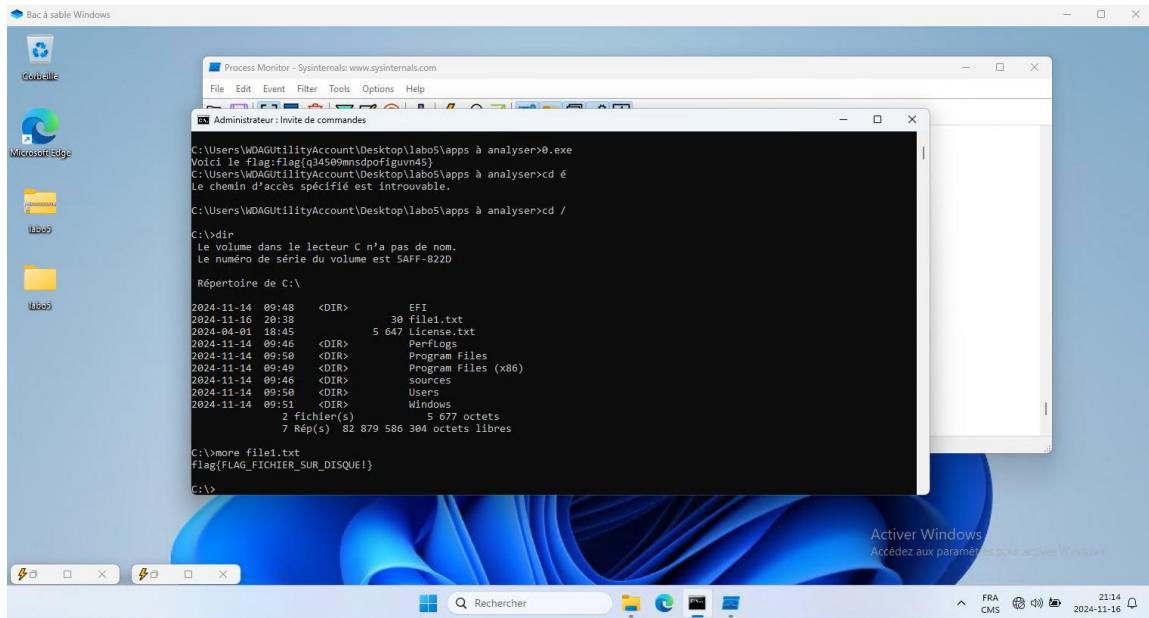 Bac à sable Windows
Corbeille
Microsoft Edge
labo5
labo5
Process Monitor - Sysinternals: www.sysinternals.com
File Edit Event Filter Tools Options Help
Administrateur : Invite de commandes
C:\Users\WDAGUtilityAccount\Desktop\labo5\apps à analyser>0.exe
Voici le flag:flag{q34509mnsdpofiguvn45}
C:\Users\WDAGUtilityAccount\Desktop\labo5\apps à analyser>cd é
Le chemin d’accès spécifié est introuvable.
C:\Users\WDAGUtilityAccount\Desktop\labo5\apps à analyser>cd /
C:\>dir
Le volume dans le lecteur C n’a pas de nom.
Le numéro de série du volume est 5AFF-822D
Répertoire de C:\
2024-11-14 09:48 <DIR> EFI
2024-11-16 20:38 30 file1.txt
2024-04-01 18:45 5 647 License.txt
2024-11-14 09:46 <DIR> PerfLogs
2024-11-14 09:50 <DIR> Program Files
2024-11-14 09:49 <DIR> Program Files (x86)
2024-11-14 09:46 <DIR> sources
2024-11-14 09:50 <DIR> Users
2024-11-14 09:51 <DIR> Windows
2 fichier(s) 5 677 octets
7 Rép(s) 82 879 586 304 octets libres
C:\>more file1.txt
flag{FLAG_FICHIER_SUR_DISQUE!}
C:\>
Activer Windows
Accédez aux paramètres pour activer Windows.
Rechercher
FRA
CMS
21:14
2024-11-16